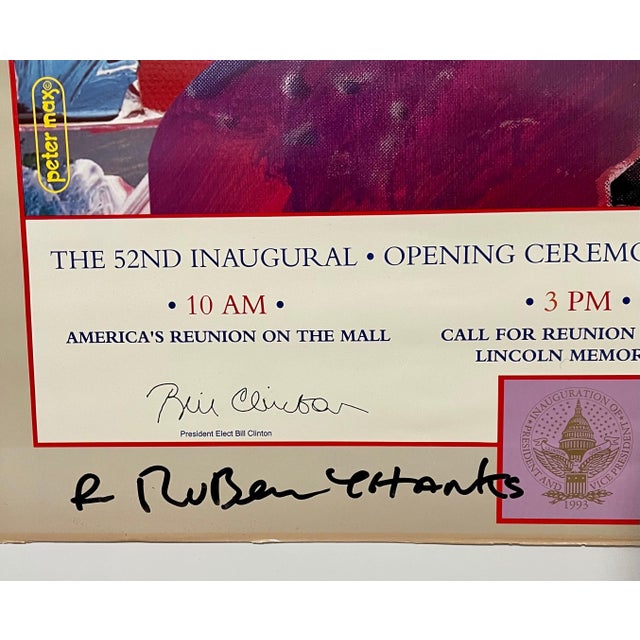 peter max©
THE 52ND INAUGURAL • OPENING CEREMO
• 10 AM •
AMERICA'S REUNION ON THE MALL
• 3 PM •
CALL FOR REUNION
LINCOLN MEMOR
Bill Clinton
President Elect Bill Clinton
INAUGURATION OF
PRESIDENT AND VICE PRESIDENT
1993
Ruben thanks